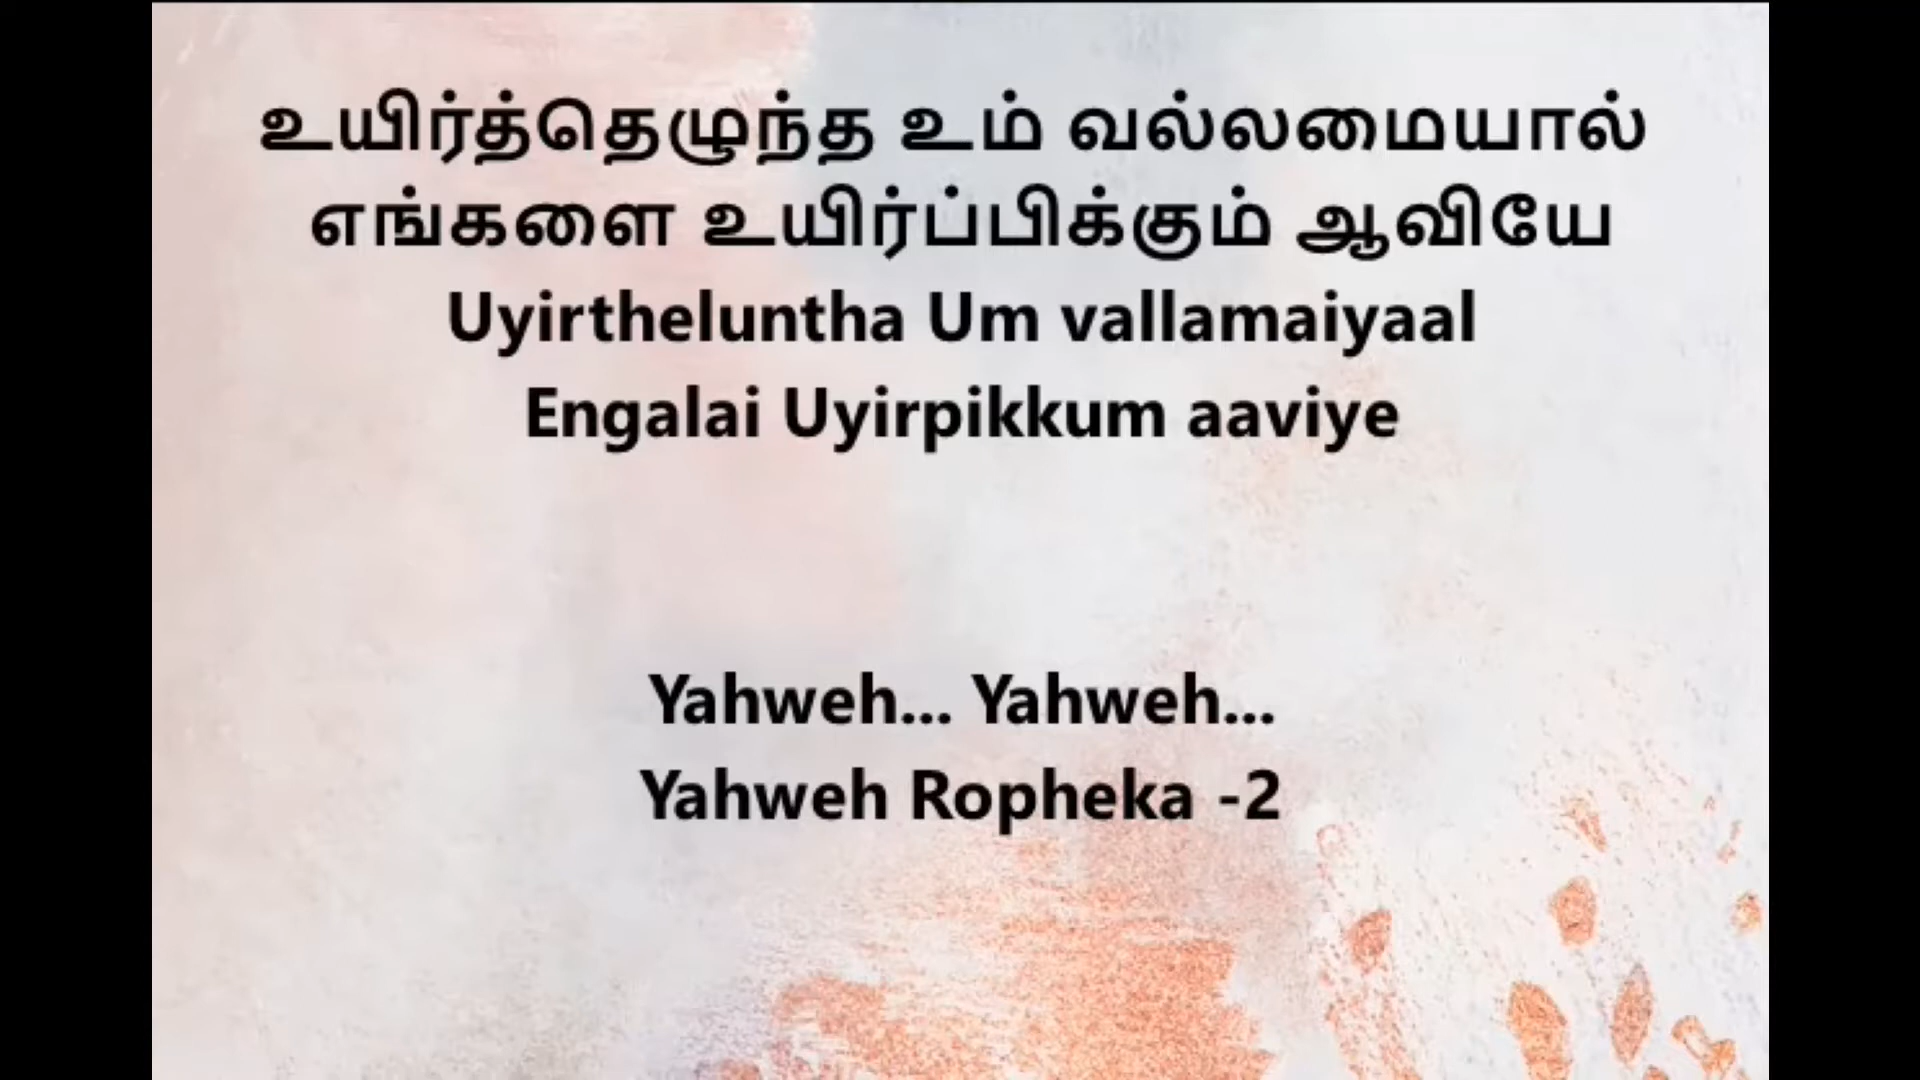 உயிர்த்தெழுந்த உம் வல்லமையால்
எங்களை உயிர்ப்பிக்கும் ஆவியே
Uyirtheluntha Um vallamaiyaal
Engalai Uyirpikkum aaviye
Yahweh... Yahweh...
Yahweh Ropheka -2